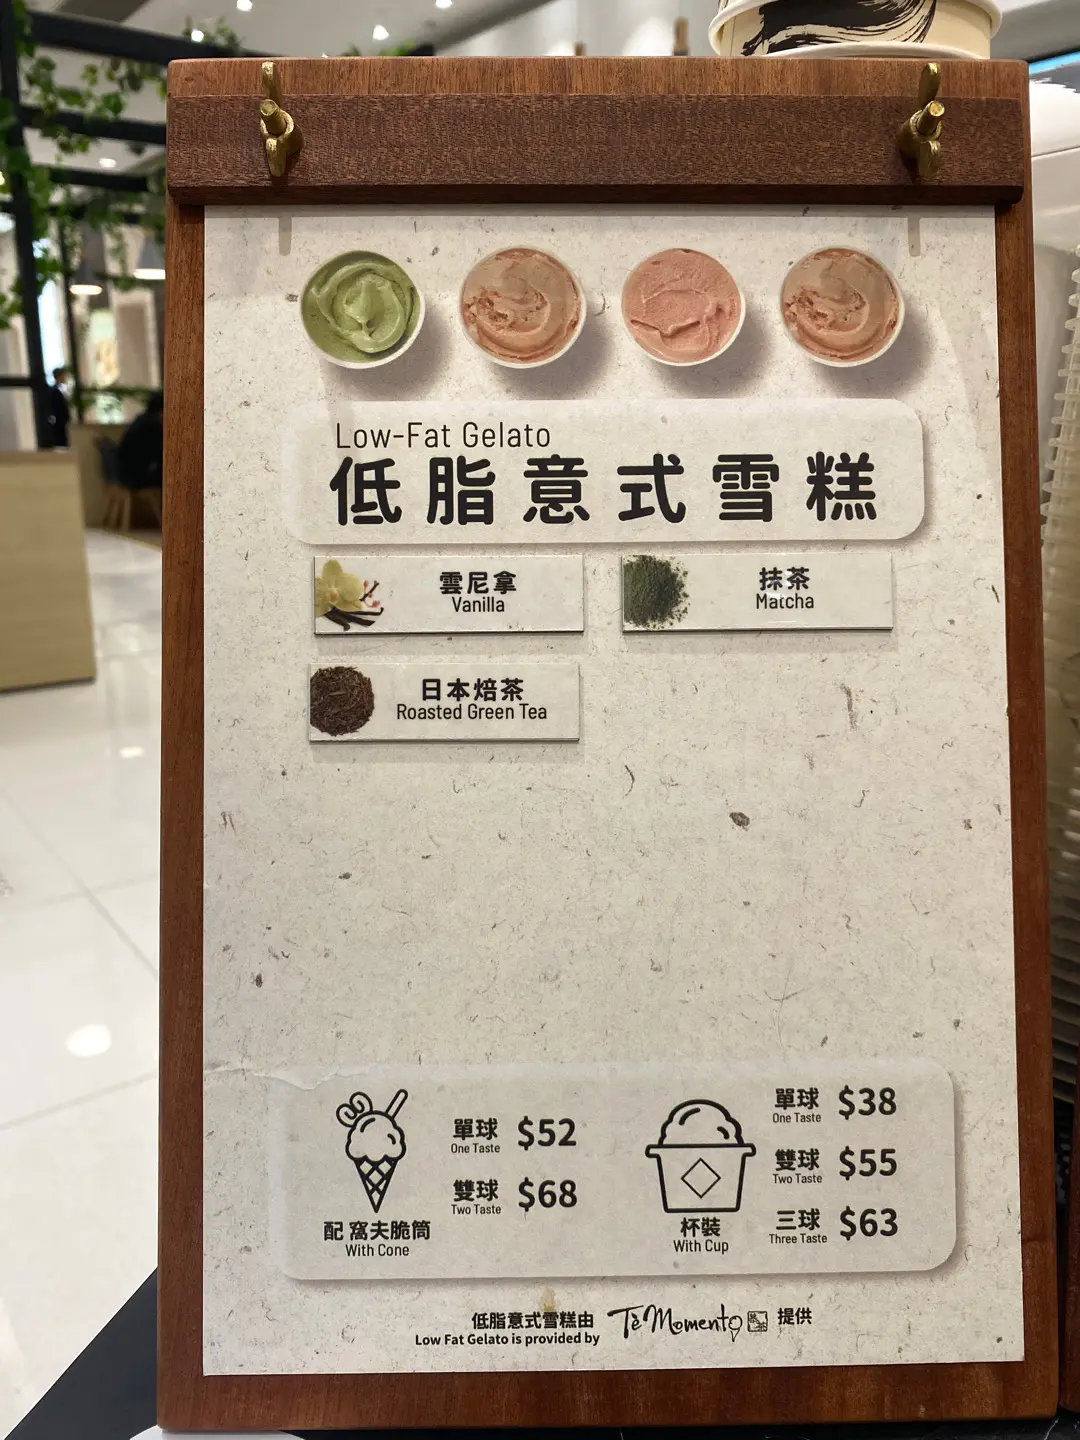 Low-Fat Gelato
低脂意式雪糕
雲尼拿
Vanilla
抹茶
Matcha
日本焙茶
Roasted Green Tea
單球 $52
One Taste
雙球 $68
Two Taste
配 窩夫脆筒
With Cone
單球 $38
One Taste
雙球 $55
Two Taste
三球 $63
Three Taste
杯裝
With Cup
低脂意式雪糕由 Tè Momento 提供
Low Fat Gelato is provided by